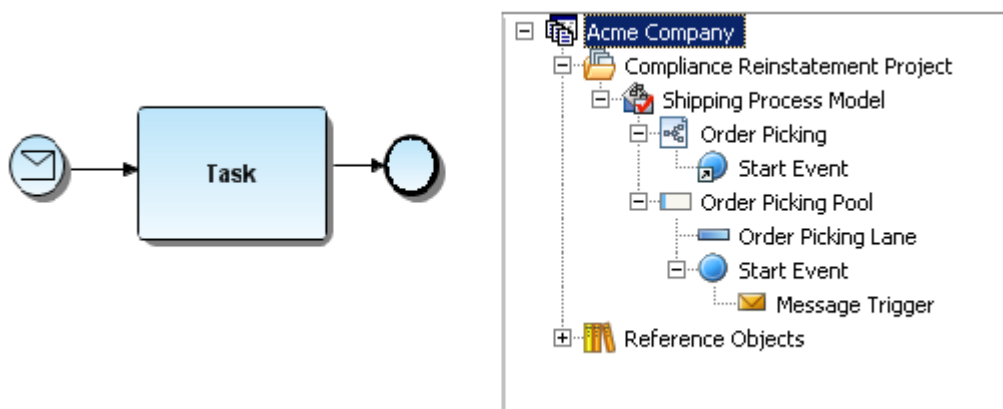 Task
Acme Company
Compliance Reinstatement Project
Shipping Process Model
Order Picking
Start Event
Order Picking Pool
Order Picking Lane
Start Event
Message Trigger
Reference Objects